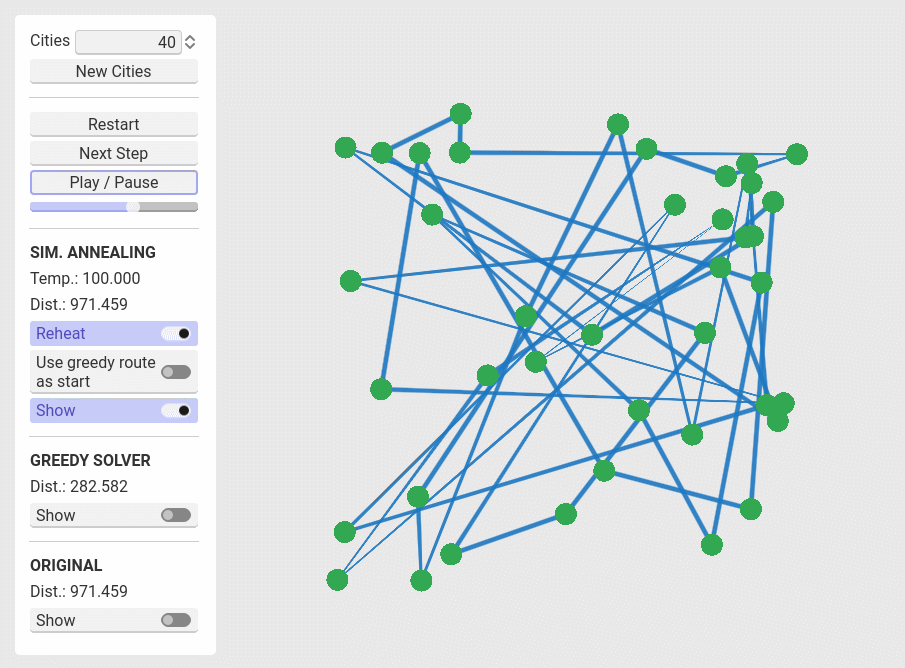 Cities 40
New Cities
Restart
Next Step
Play / Pause
SIM. ANNEALING
Temp.: 100.000
Dist.: 971.459
Reheat
Use greedy route
as start
Show
GREEDY SOLVER
Dist.: 282.582
Show
ORIGINAL
Dist.: 971.459
Show